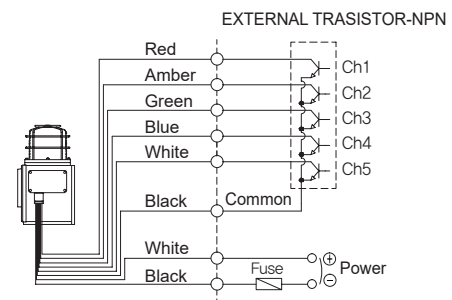 EXTERNAL TRASISTOR-NPN
Red
Ch1
Amber
Ch2
Green
Ch3
Blue
Ch4
White
Ch5
Black
Common
White
Fuse
Power
Black